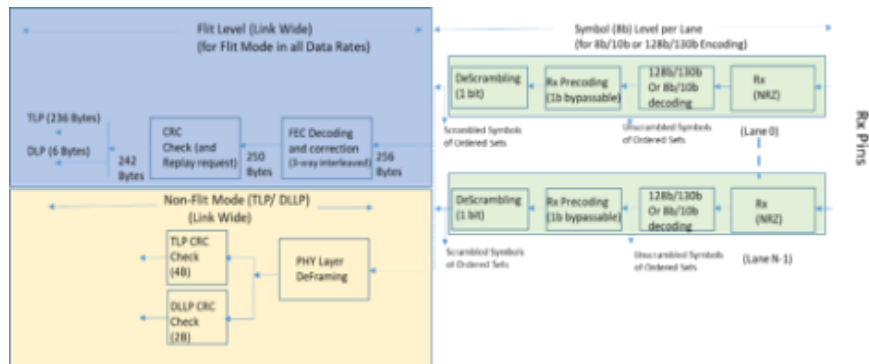 Flit Level (Link Wide)
(for Flit Mode in all Data Rates)
Symbol (8b) Level per Lane
(for 8b/10b or 128b/130b Encoding)
TLP (236 Bytes)
DLP (6 Bytes)
242
Bytes
CRC
Check (and
Replay request)
250
Bytes
FEC Decoding
and correction
(3-way interleaved)
256
Bytes
DeScrambling
(1 bit)
Rx Precoding
(1b bypassable)
128b/130b
Or 8b/10b
decoding
Rx
(NRZ)
Scrambled Symbols
of Ordered Sets
Unscrambled Symbols
of Ordered Sets
(Lane 0)
Rx Pins
Non-Flit Mode (TLP/ DLLP)
(Link Wide)
TLP CRC
Check
(4B)
DLLP CRC
Check
(2B)
PHY Layer
DeFraming
DeScrambling
(1 bit)
Rx Precoding
(1b bypassable)
128b/130b
Or 8b/10b
decoding
Rx
(NRZ)
Scrambled Symbols
of Ordered Sets
Unscrambled Symbols
of Ordered Sets
(Lane N-1)